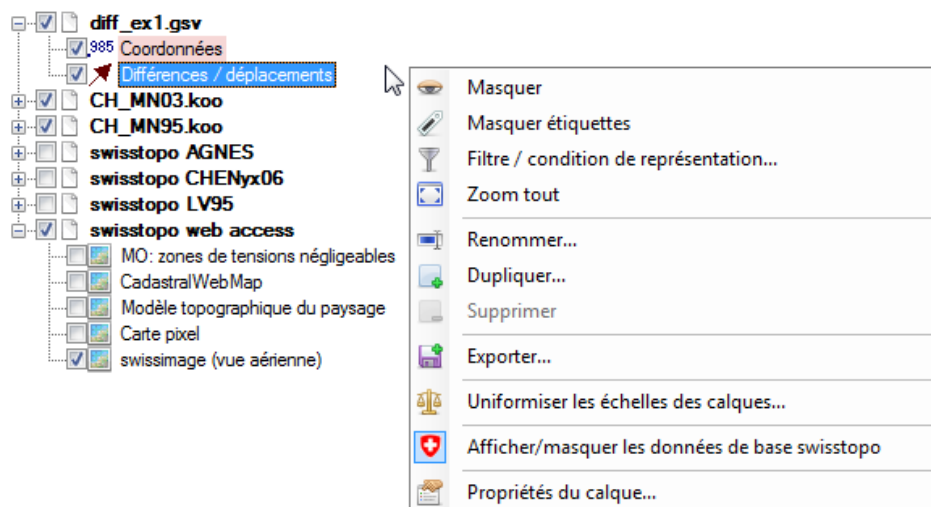 diff_ex1.gsv
985 Coordonnées
Différences / déplacements
CH_MN03.koo
CH_MN95.koo
swisstopo AGNES
swisstopo CHENyx06
swisstopo LV95
swisstopo web access
MO: zones de tensions négligeables
CadastralWebMap
Modèle topographique du paysage
Carte pixel
swissimage (vue aérienne)
Masquer
Masquer étiquettes
Filtre / condition de représentation...
Zoom tout
Renommer...
Dupliquer...
Supprimer
Exporter...
Uniformiser les échelles des calques...
Afficher/masquer les données de base swisstopo
Propriétés du calque...